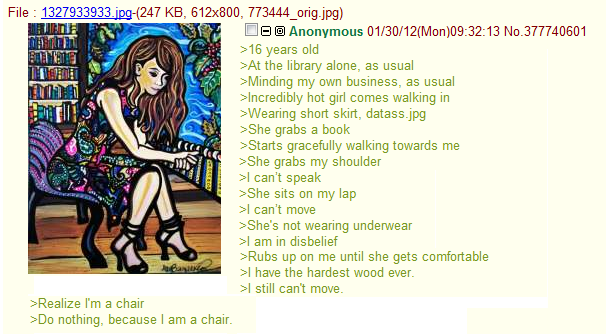 File : 1327933933.jpg-(247 KB, 612x800, 773444_orig.jpg)
Anonymous 01/30/12(Mon)09:32:13 No.377740601
>16 years old
>At the library alone, as usual
>Minding my own business, as usual
>Incredibly hot girl comes walking in
>Wearing short skirt, datass.jpg
>She grabs a book
>Starts gracefully walking towards me
>She grabs my shoulder
>I can't speak
>She sits on my lap
>I can't move
>She's not wearing underwear
>I am in disbelief
>Rubs up on me until she gets comfortable
>I have the hardest wood ever.
>I still can't move.
>Realize I'm a chair
>Do nothing, because I am a chair.